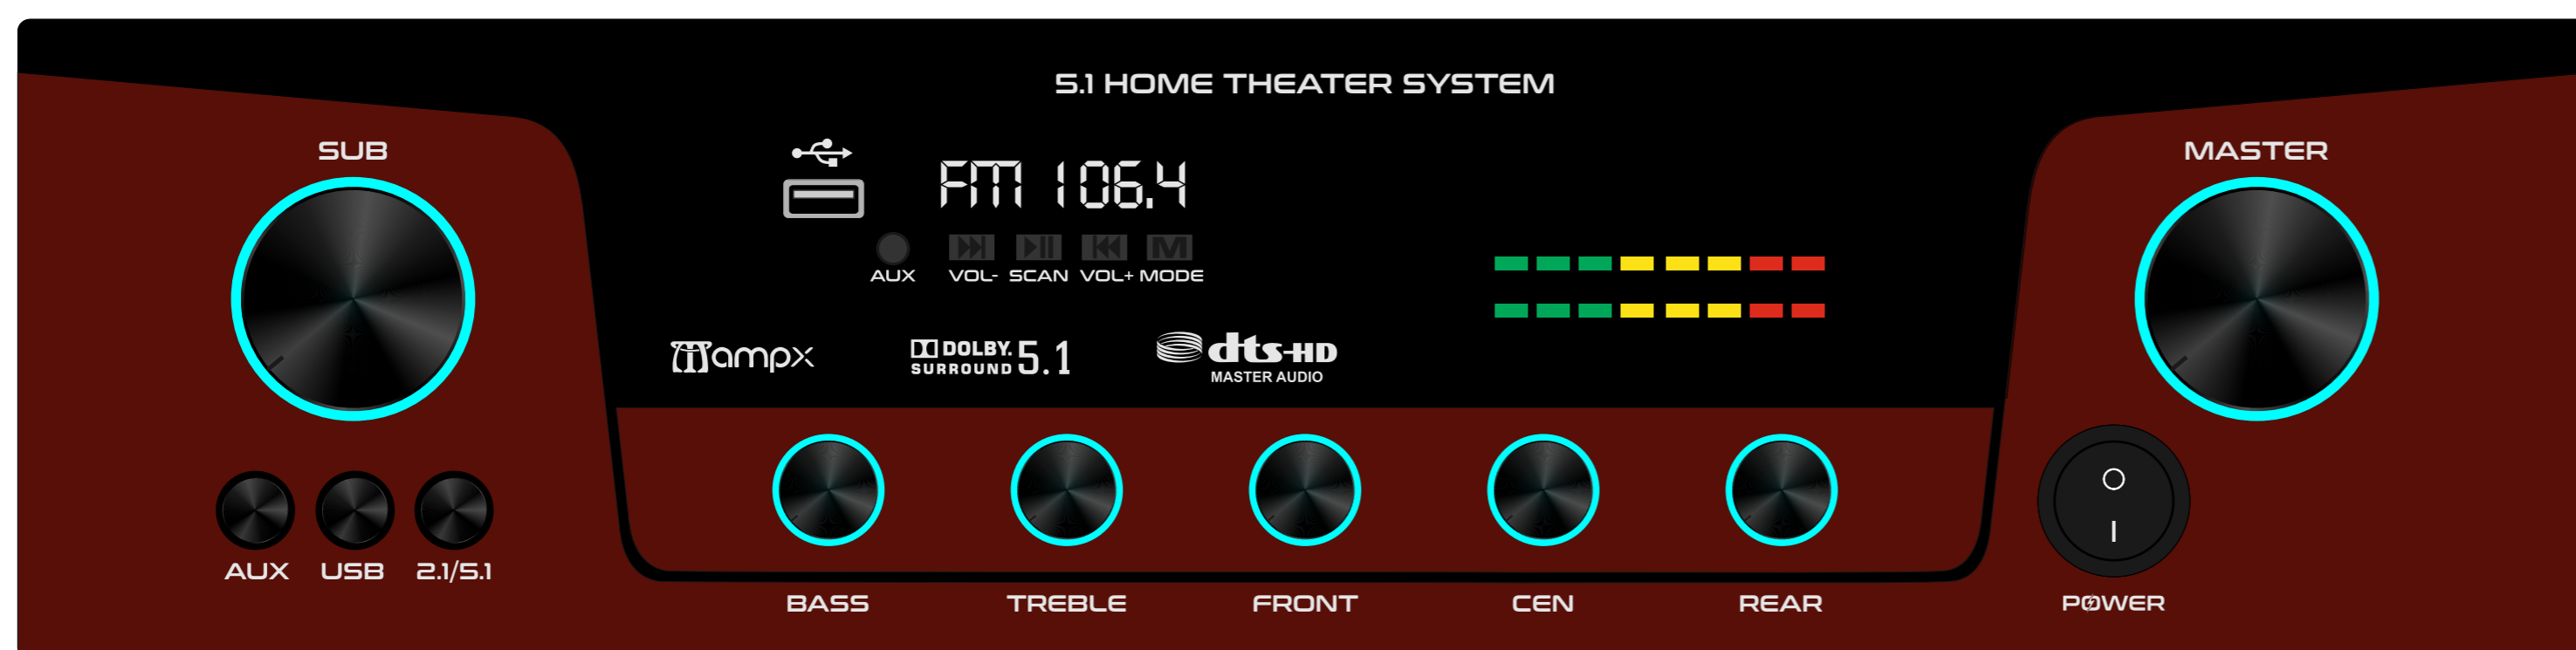 5.1 HOME THEATER SYSTEM
SUB
MASTER
FM 106.4
M
AUX VOL- SCAN VOL+ MODE
ampx
DOLBY. SURROUND 5.1
dts-HD
MASTER AUDIO
AUX USB 2.1/5.1
BASS TREBLE FRONT CEN REAR
POWER